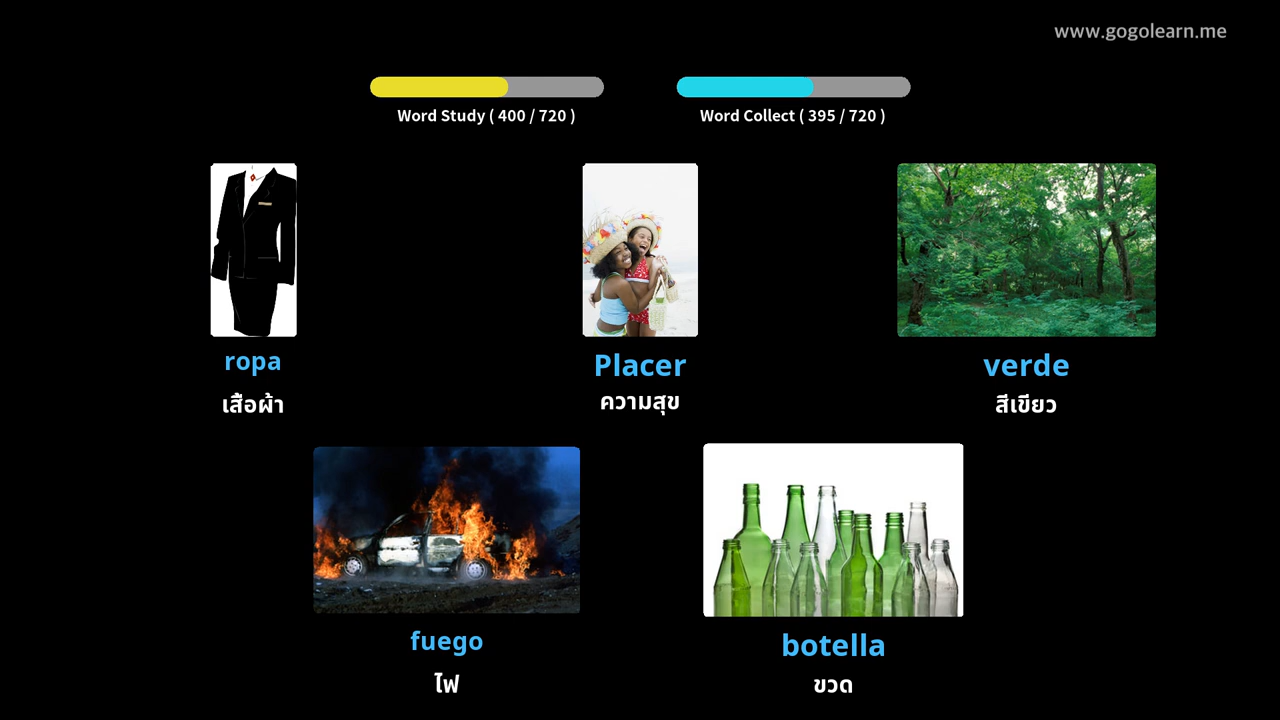 www.gogolearn.me
Word Study ( 400 / 720 )
Word Collect ( 395 / 720 )
ropa
Placer
verde
เสื้อผ้า
ความสุข
สีเขียว
fuego
botella
ไฟ
ขวด